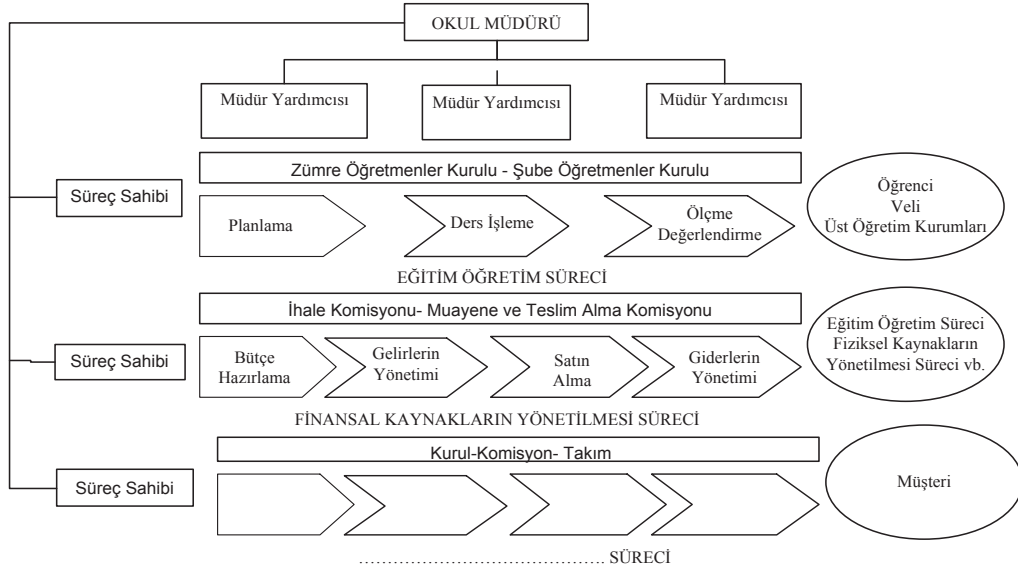 OKUL MÜDÜRÜ
Müdür Yardımcısı
Müdür Yardımcısı
Müdür Yardımcısı
Zümre Öğretmenler Kurulu - Şube Öğretmenler Kurulu
Süreç Sahibi
Planlama
Ders İşleme
Ölçme
Değerlendirme
Öğrenci
Veli
Üst Öğretim Kurumları
EĞİTİM ÖĞRETİM SÜRECİ
İhale Komisyonu- Muayene ve Teslim Alma Komisyonu
Süreç Sahibi
Bütçe
Hazırlama
Gelirlerin
Yönetimi
Satın
Alma
Giderlerin
Yönetimi
Eğitim Öğretim Süreci
Fiziksel Kaynakların
Yönetilmesi Süreci vb.
FİNANSAL KAYNAKLARIN YÖNETİLMESİ SÜRECİ
Kurul-Komisyon- Takım
Süreç Sahibi
Müşteri
........................................... SÜRECİ